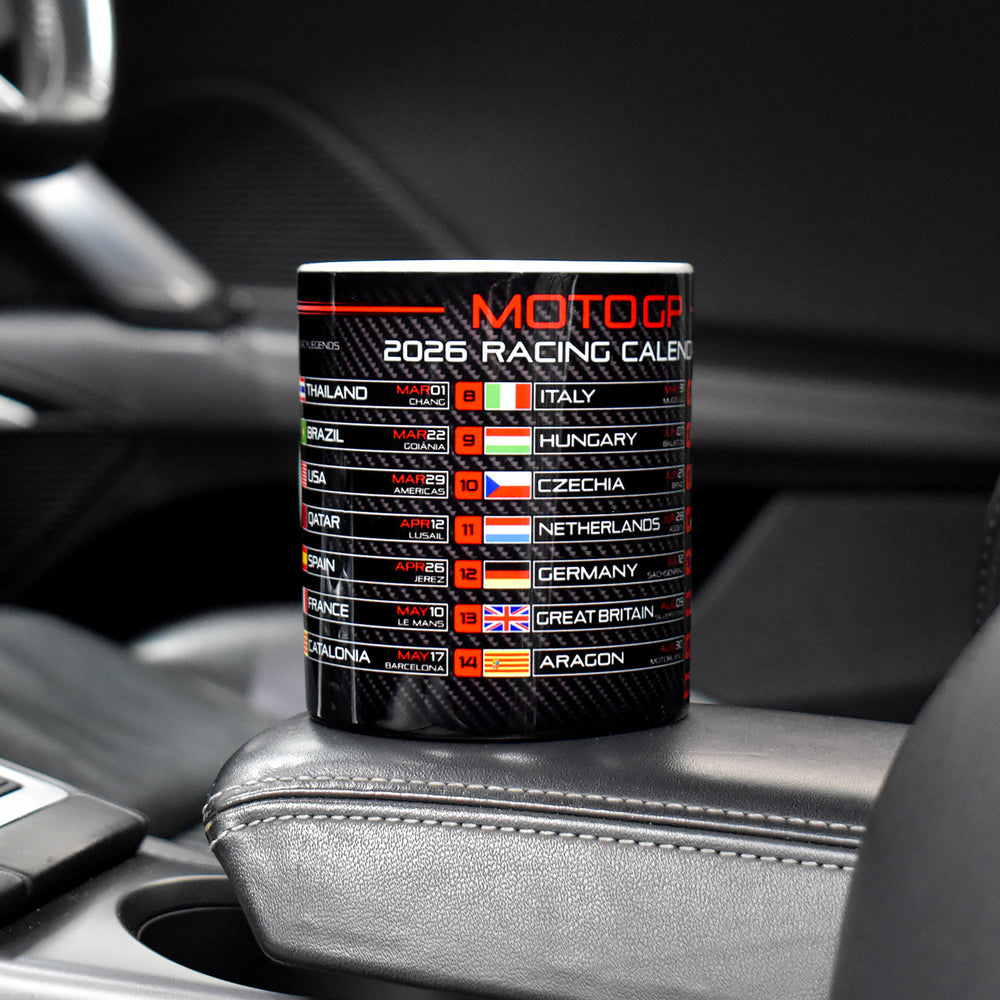 MOTOGP
2026 RACING CALEN
THAILAND MAR01
CHANG
BRAZIL MAR22
GOIÂNIA
USA MAR29
AMERICAS
QATAR APR12
LUSAIL
SPAIN APR26
JEREZ
FRANCE MAY10
LE MANS
CATALONIA MAY17
BARCELONA
8 ITALY
9 HUNGARY
10 CZECHIA
11 NETHERLANDS
12 GERMANY
13 GREAT BRITAIN
14 ARAGON